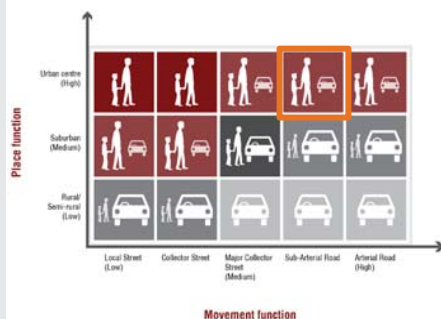 Place function
Urban centre
(High)
Suburban
(Medium)
Rural/
Semi-rural
(Low)
Local Street
(Low)
Collector Street
Major Collector
Street
(Medium)
Sub-Arterial Road
Arterial Road
(High)
Movement function